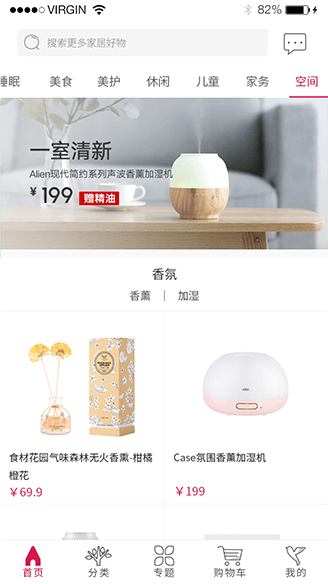 VIRGIN 82%
搜索更多家居好物
睡眠 美食 美护 休闲 儿童 家务 空间
一室清新
Alien现代简约系列声波香薰加湿机
¥199 赠精油
香氛
香薰 | 加湿
食材花园气味森林无火香熏-柑橘
橙花
¥69.9
Case氛围香薰加湿机
¥199
首页 分类 专题 购物车 我的